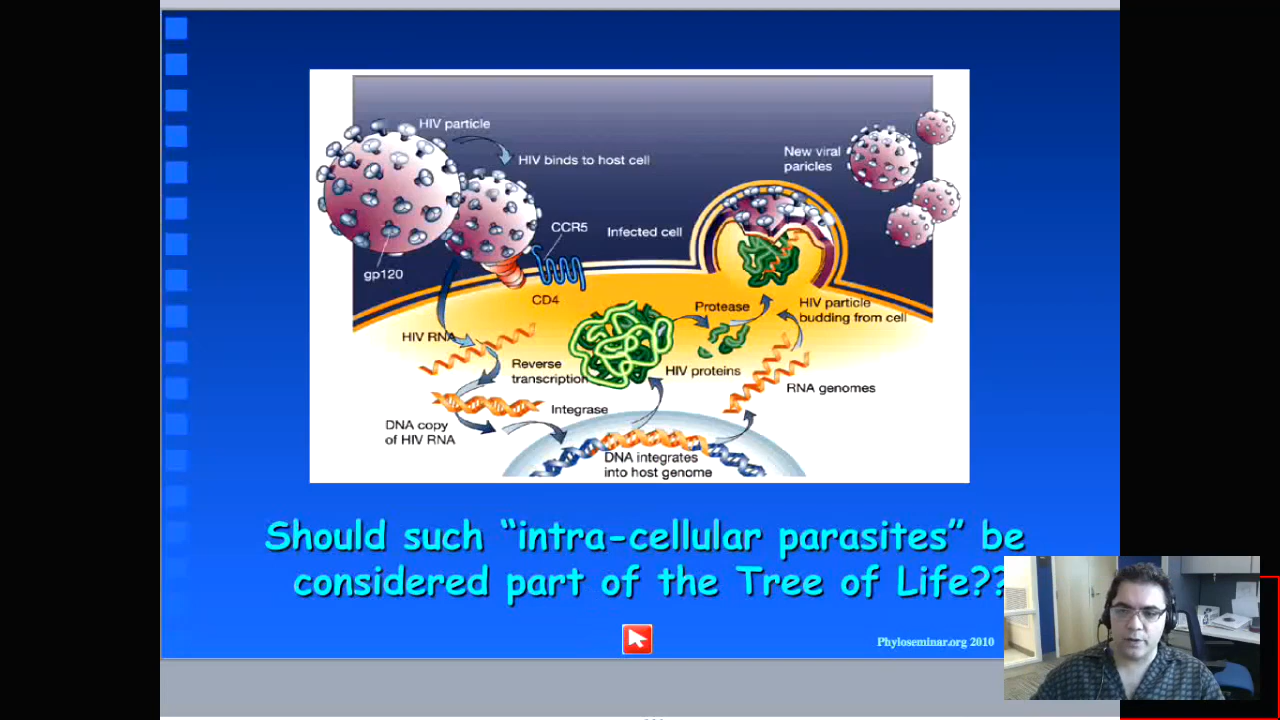 HIV particle
HIV binds to host cell
New viral
paricles
CCR5
Infected cell
gp120
CD4
Protease
HIV particle
budding from cell
HIV RNA
Reverse
transcription
HIV proteins
RNA genomes
Integrase
DNA copy
of HIV RNA
DNA integrates
into host genome
Should such “intra-cellular parasites” be
considered part of the Tree of Life??
Phyloseminar.org 2010